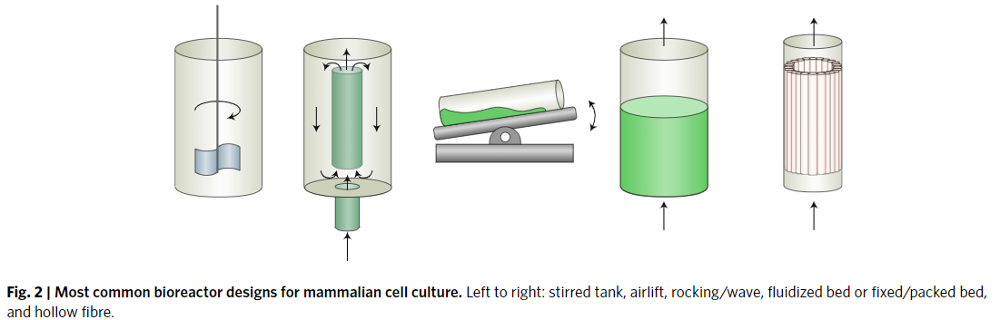 Fig. 2 | Most common bioreactor designs for mammalian cell culture. Left to right: stirred tank, airlift, rocking/wave, fluidized bed or fixed/packed bed,
and hollow fibre.